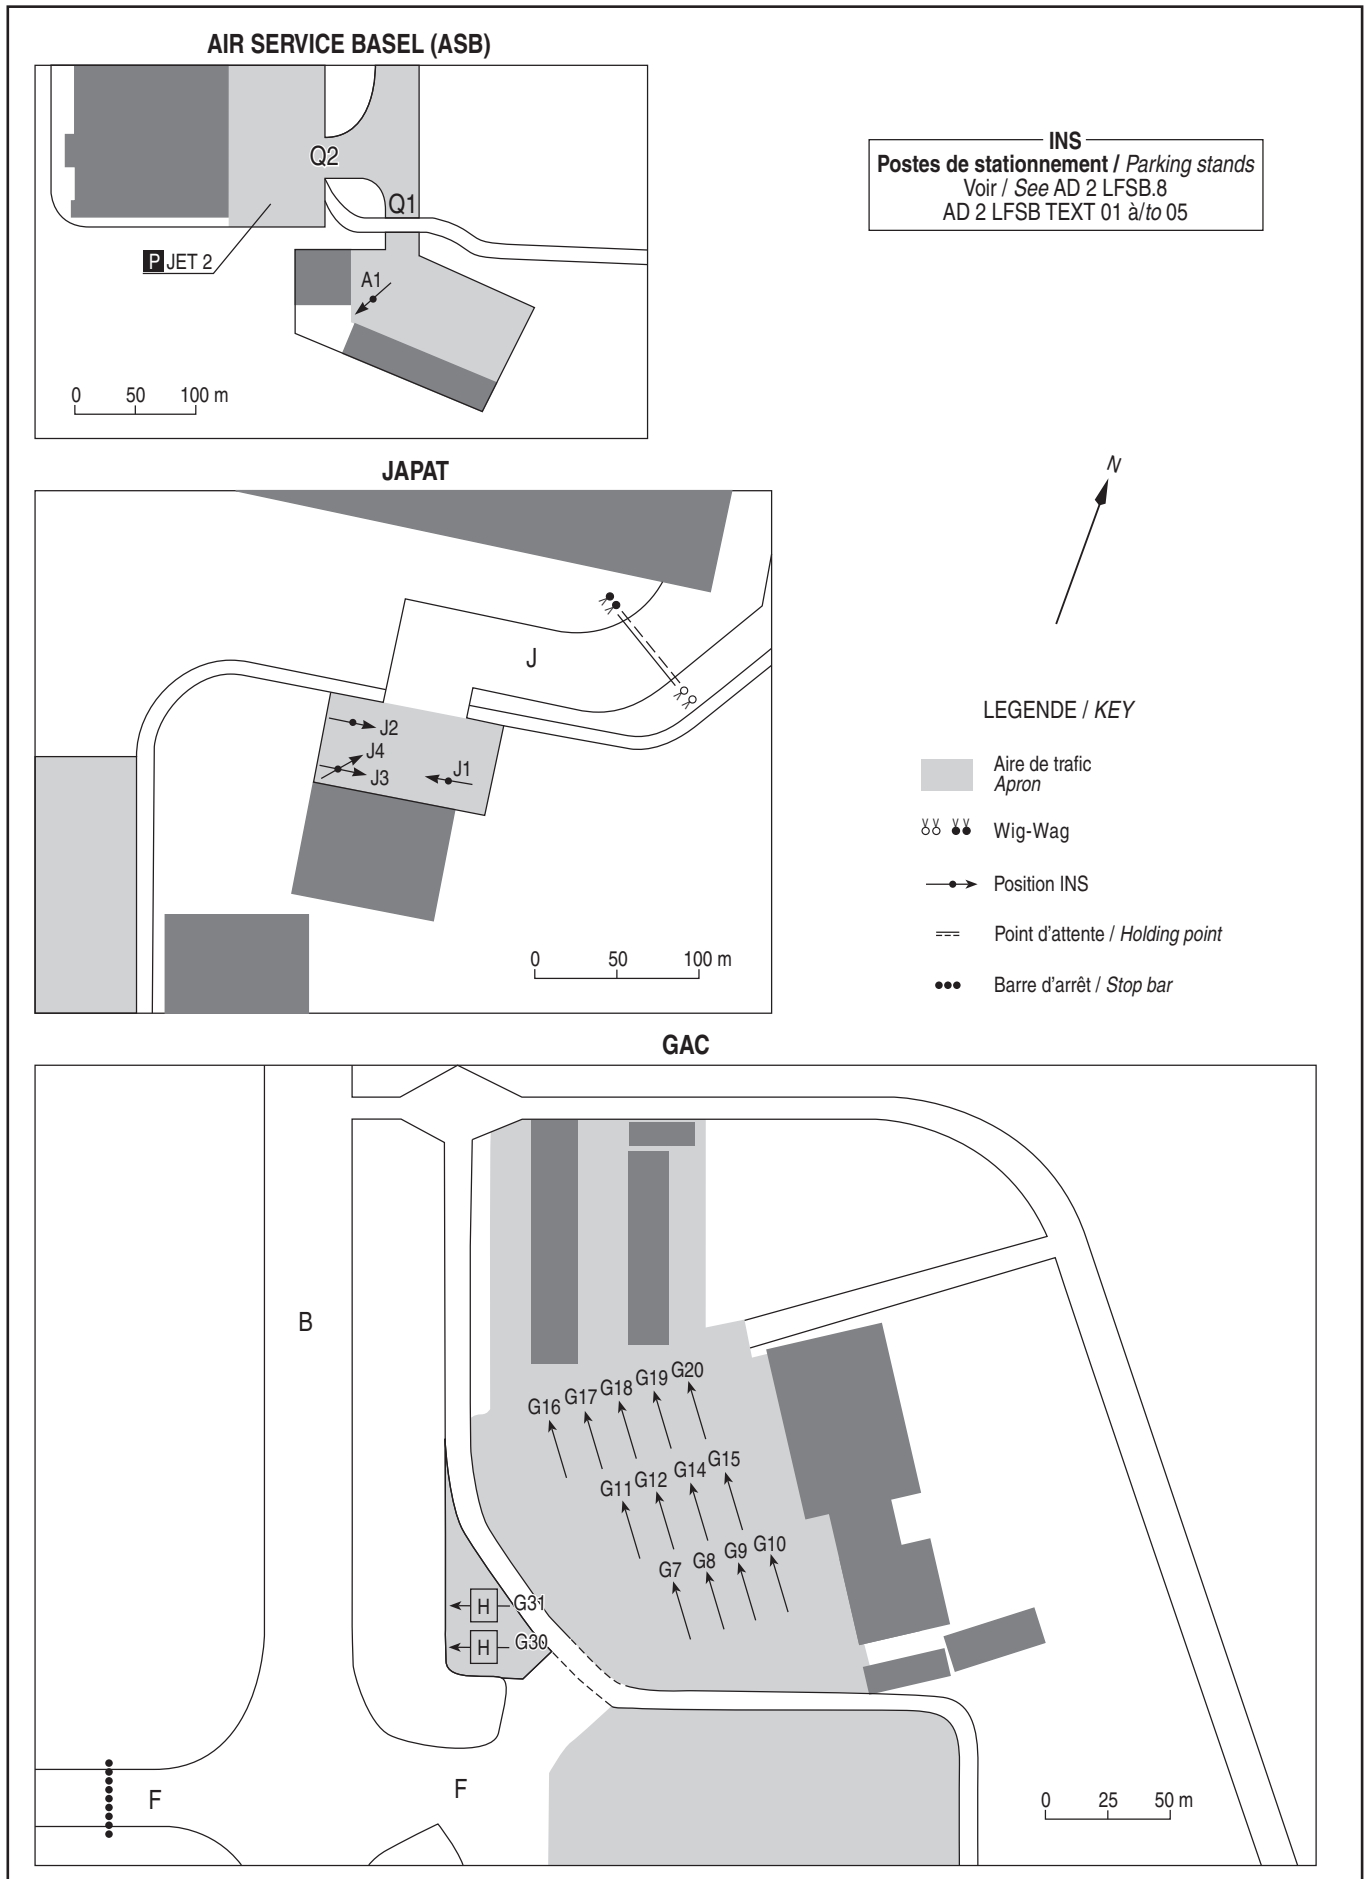 AIR SERVICE BASEL (ASB)
Q2
Q1
P JET 2
A1
0 50 100 m
INS
Postes de stationnement / Parking stands
Voir / See AD 2 LFSB.8
AD 2 LFSB TEXT 01 à/to 05
N
JAPAT
J
J2
J4
J3
J1
0 50 100 m
LEGENDE / KEY
Aire de trafic
Apron
Wig-Wag
Position INS
Point d'attente / Holding point
Barre d'arrêt / Stop bar
GAC
B
G16
G17
G18
G19
G20
G11
G12
G14
G15
G7
G8
G9
G10
H G31
H G30
F
F
0 25 50 m